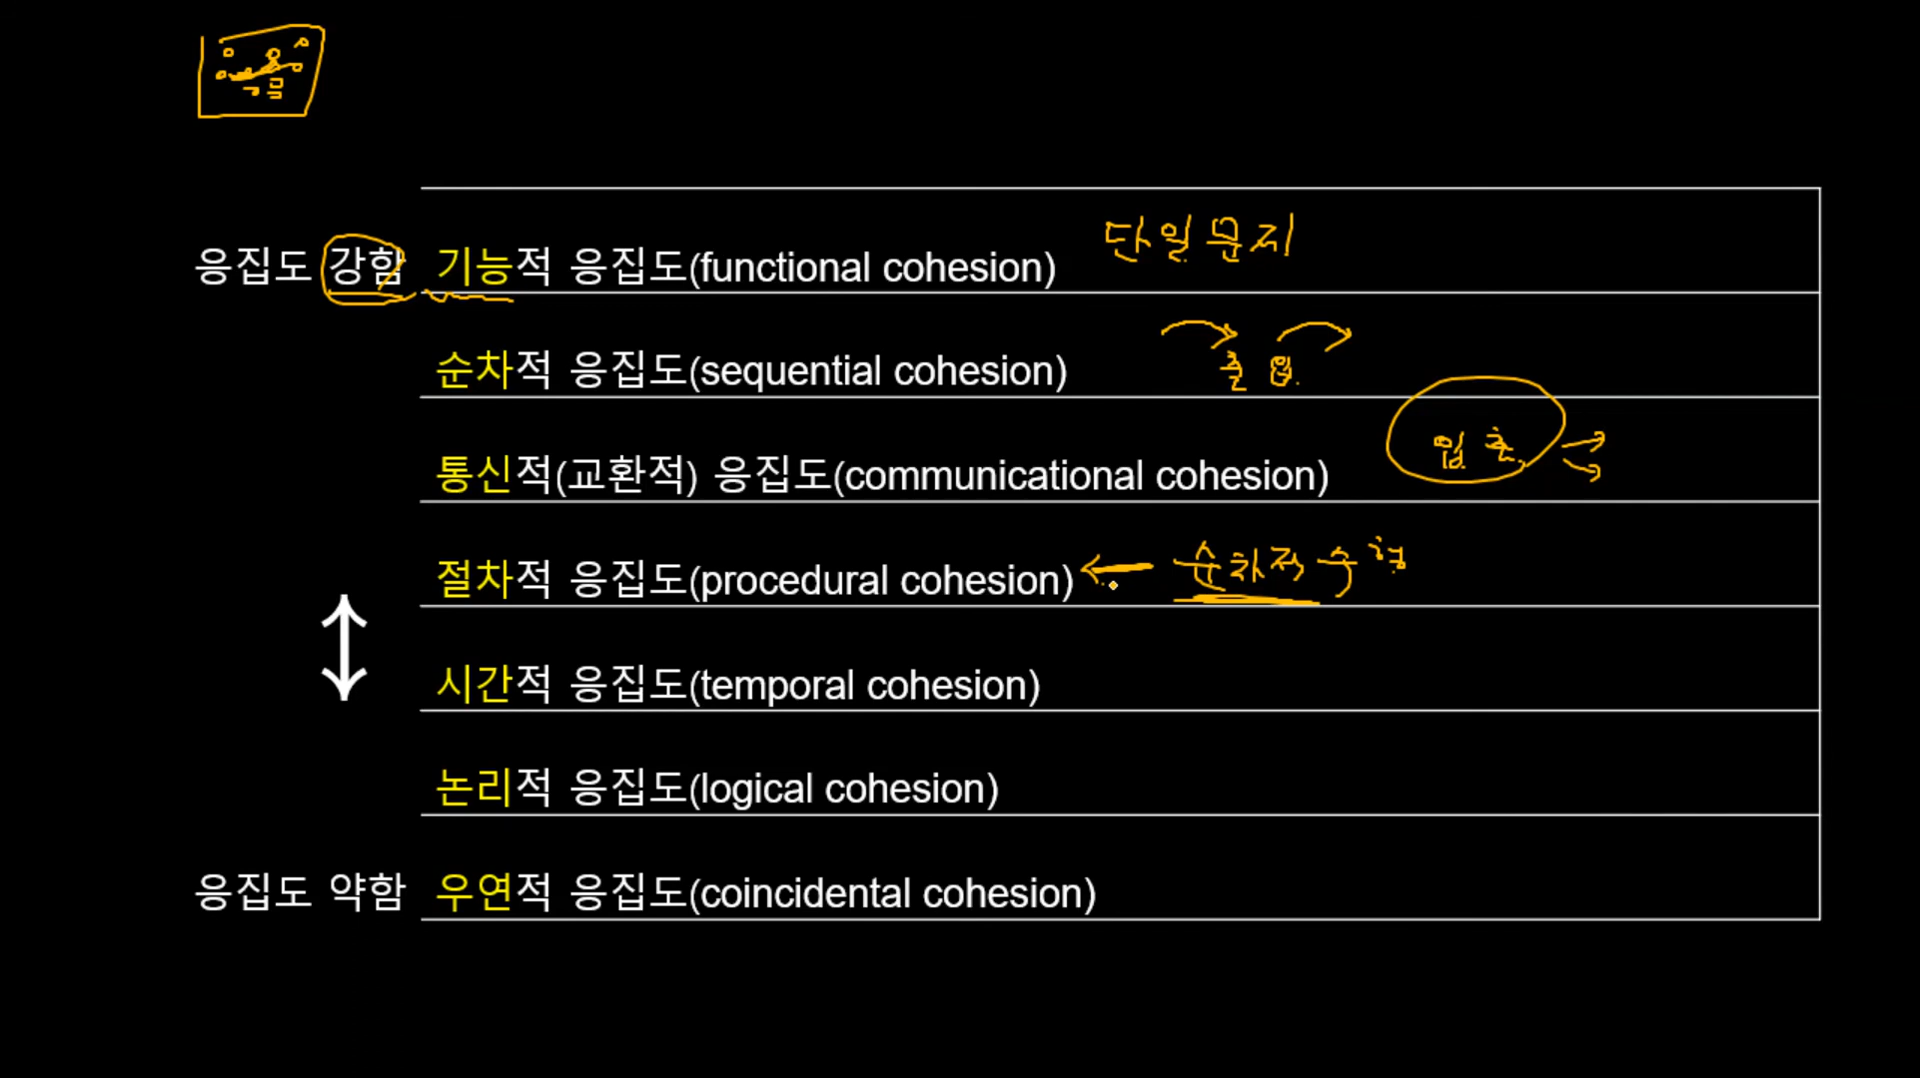 응집도 강함 기능적 응집도(functional cohesion) 단일문제
순차적 응집도(sequential cohesion) 출 입
통신적(교환적) 응집도(communicational cohesion) 입 출
절차적 응집도(procedural cohesion) 순차적 수행
시간적 응집도(temporal cohesion)
논리적 응집도(logical cohesion)
응집도 약함 우연적 응집도(coincidental cohesion)